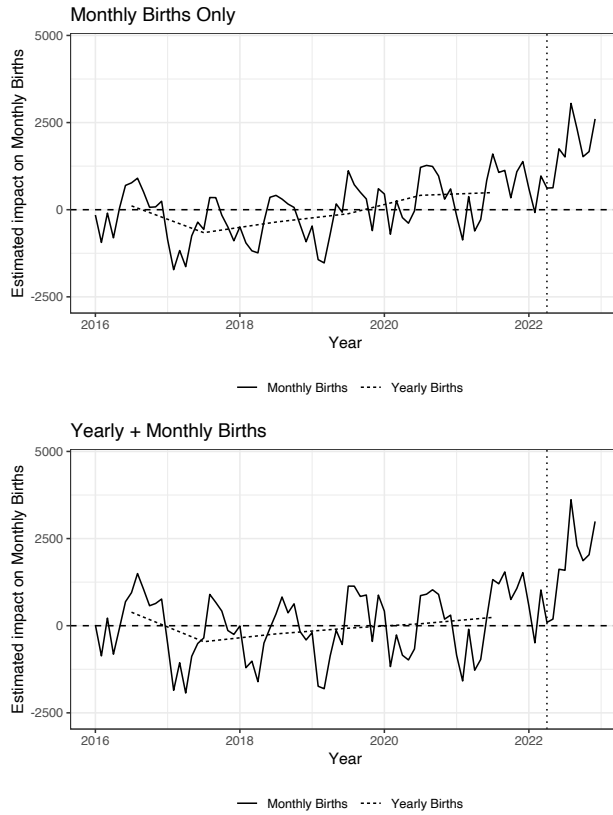 Monthly Births Only
Estimated impact on Monthly Births
5000
2500
0
-2500
2016 2018 2020 2022
Year
Monthly Births Yearly Births
Yearly + Monthly Births
Estimated impact on Monthly Births
5000
2500
0
-2500
2016 2018 2020 2022
Year
Monthly Births Yearly Births